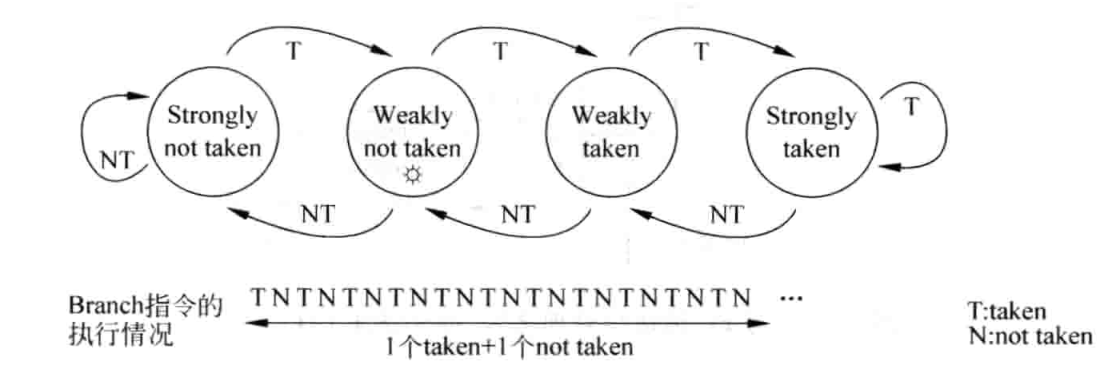 T
T
T
Strongly
not taken
Weakly
not taken
Weakly
taken
Strongly
taken
T
NT
NT
NT
NT
Branch指令的
执行情况
TNTNTNTNTNTNTNTNTNTNTN ...
1个taken+1个not taken
T:taken
N:not taken